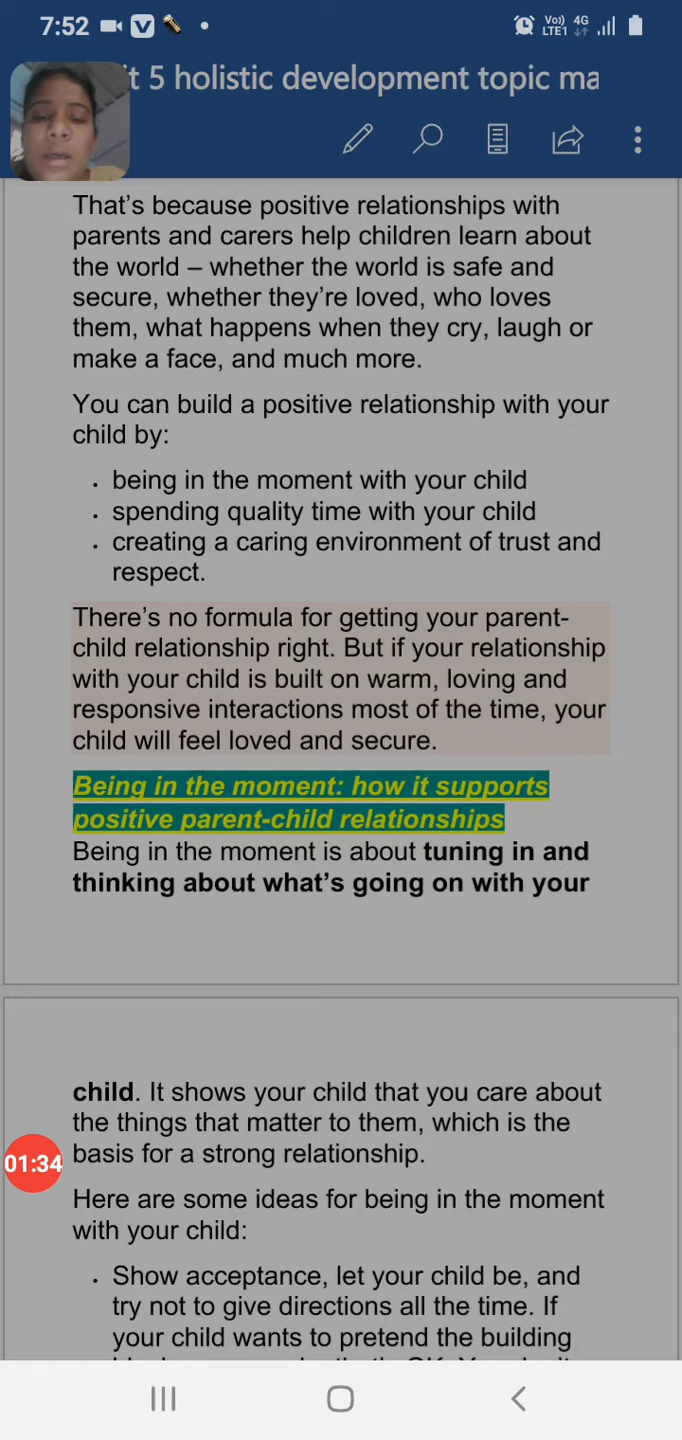 7:52
Vo)) 4G
LTE1
t 5 holistic development topic ma
That's because positive relationships with
parents and carers help children learn about
the world – whether the world is safe and
secure, whether they're loved, who loves
them, what happens when they cry, laugh or
make a face, and much more.
You can build a positive relationship with your
child by:
• being in the moment with your child
• spending quality time with your child
• creating a caring environment of trust and
respect.
There's no formula for getting your parent-
child relationship right. But if your relationship
with your child is built on warm, loving and
responsive interactions most of the time, your
child will feel loved and secure.
Being in the moment: how it supports
positive parent-child relationships
Being in the moment is about tuning in and
thinking about what's going on with your
child. It shows your child that you care about
the things that matter to them, which is the
01:34
basis for a strong relationship.
Here are some ideas for being in the moment
with your child:
• Show acceptance, let your child be, and
try not to give directions all the time. If
your child wants to pretend the building